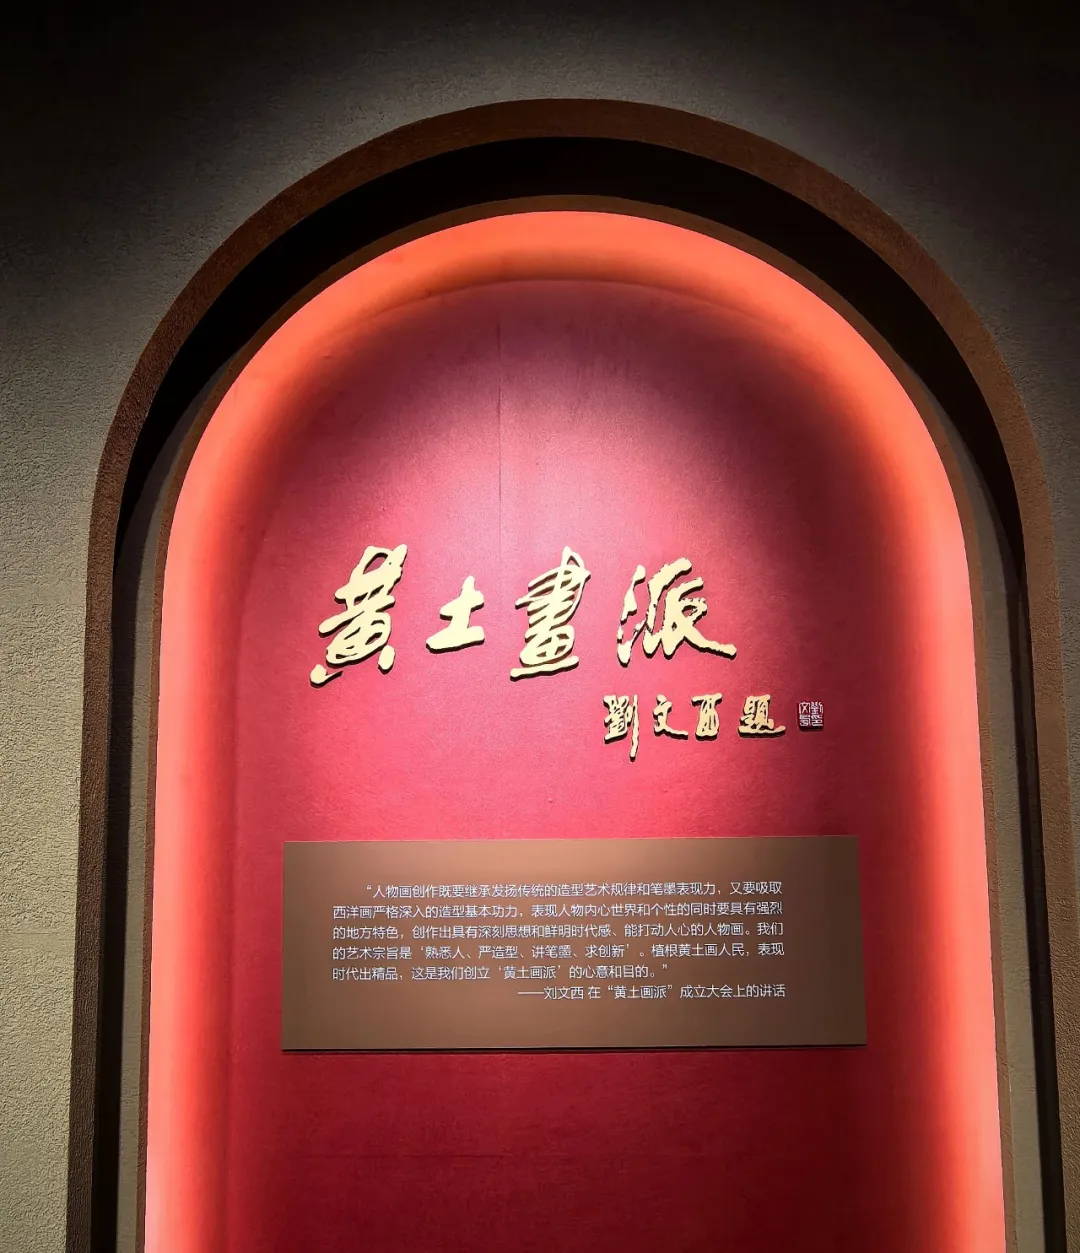 黄土畫派
劉文西題
“人物画创作既要继承发扬传统的造型艺术规律和笔墨表现力，又要吸取
西洋画严格深入的造型基本功力，表现人物内心世界和个性的同时要具有强烈
的地方特色，创作出具有深刻思想和鲜明时代感、能打动人心的人物画。我们
的艺术宗旨是‘熟悉人、严造型、讲笔墨、求创新’。植根黄土画人民，表现
时代出精品，这是我们创立‘黄土画派’的心意和目的。”
——刘文西 在“黄土画派”成立大会上的讲话